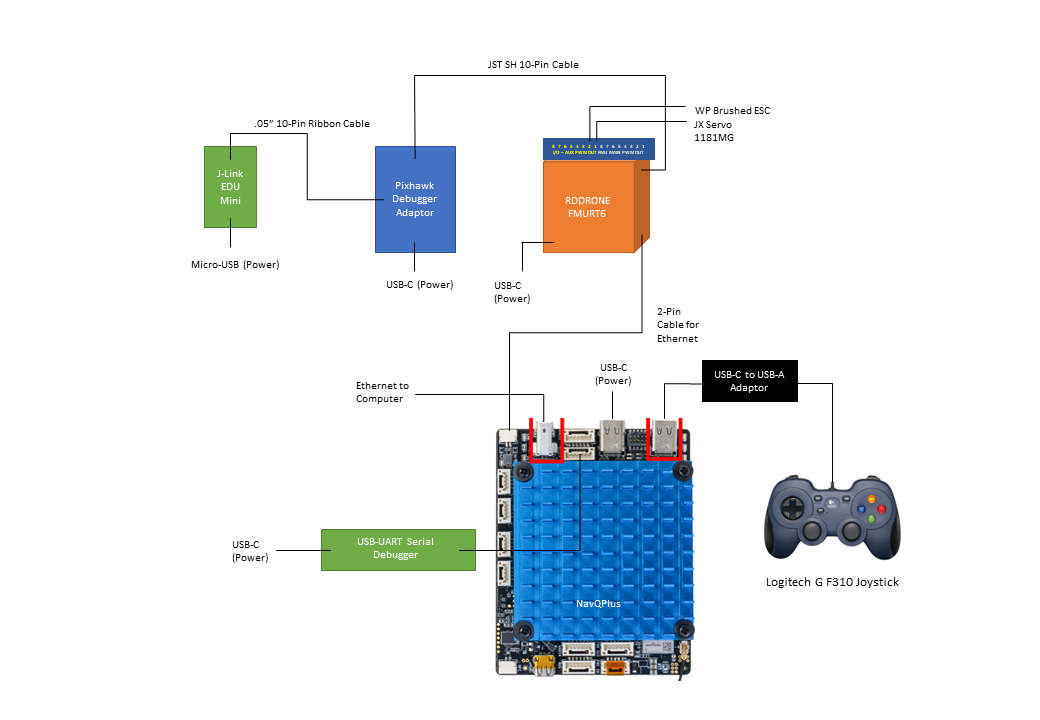 JST SH 10-Pin Cable
WP Brushed ESC
JX Servo
1181MG
.05” 10-Pin Ribbon Cable
8 7 6 5 4 3 2 1 8 7 6 5 4 3 2 1
I/O – AUX PWM OUT FMU MAIN PWM OUT
J-Link
EDU
Mini
Pixhawk
Debugger
Adaptor
RDDRONE
FMURT6
Micro-USB (Power)
USB-C (Power)
USB-C
(Power)
2-Pin
Cable for
Ethernet
USB-C
(Power)
USB-C to USB-A
Adaptor
Ethernet to
Computer
USB-UART Serial
Debugger
USB-C
(Power)
NavQPlus
Logitech G F310 Joystick